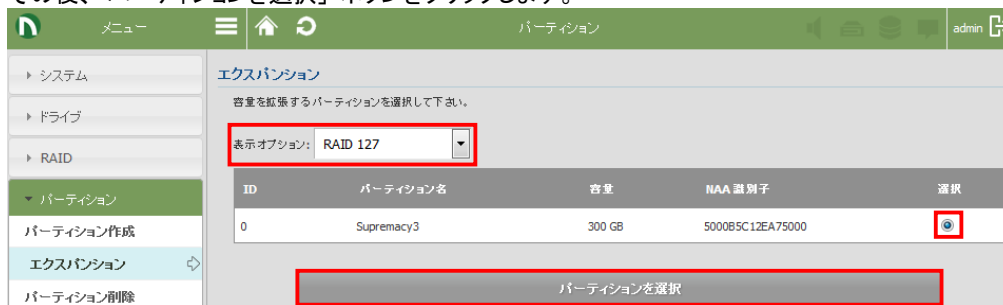 その後、「パーティションを選択」ボタンをクリックします。
メニュー
パーティション
admin
システム
エクスパンション
容量を拡張するパーティションを選択して下さい。
ドライブ
表示オプション: RAID 127
RAID
ID パーティション名 容量 NAA 識別子 選択
パーティション
0 Supremacy3 300 GB 5000B5C12EA75000
パーティション作成
エクスパンション
パーティションを選択
パーティション削除